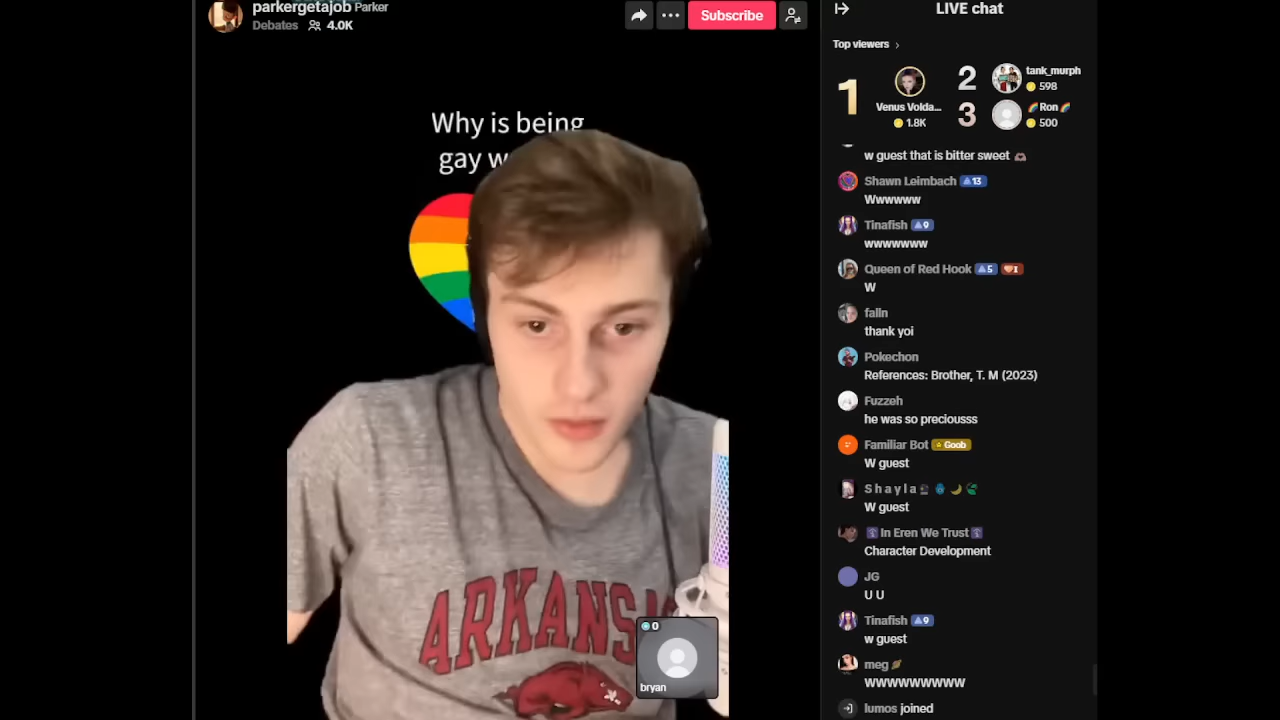 parkergetajob Parker
Debates 4.0K
Subscribe
Why is being
gay w
ARKANS
0
bryan
LIVE chat
Top viewers
1
Venus Volda...
1.8K
2
tank_murph
598
3
Ron
500
w guest that is bitter sweet
Shawn Leimbach 13
Wwwwww
Tinafish 9
wwwwwww
Queen of Red Hook 5 I
W
falln
thank yoi
Pokechon
References: Brother, T. M (2023)
Fuzzeh
he was so preciousss
Familiar Bot Goob
W guest
S h a y l a
W guest
In Eren We Trust
Character Development
JG
U U
Tinafish 9
w guest
meg
WWWWWWWWW
lumos joined